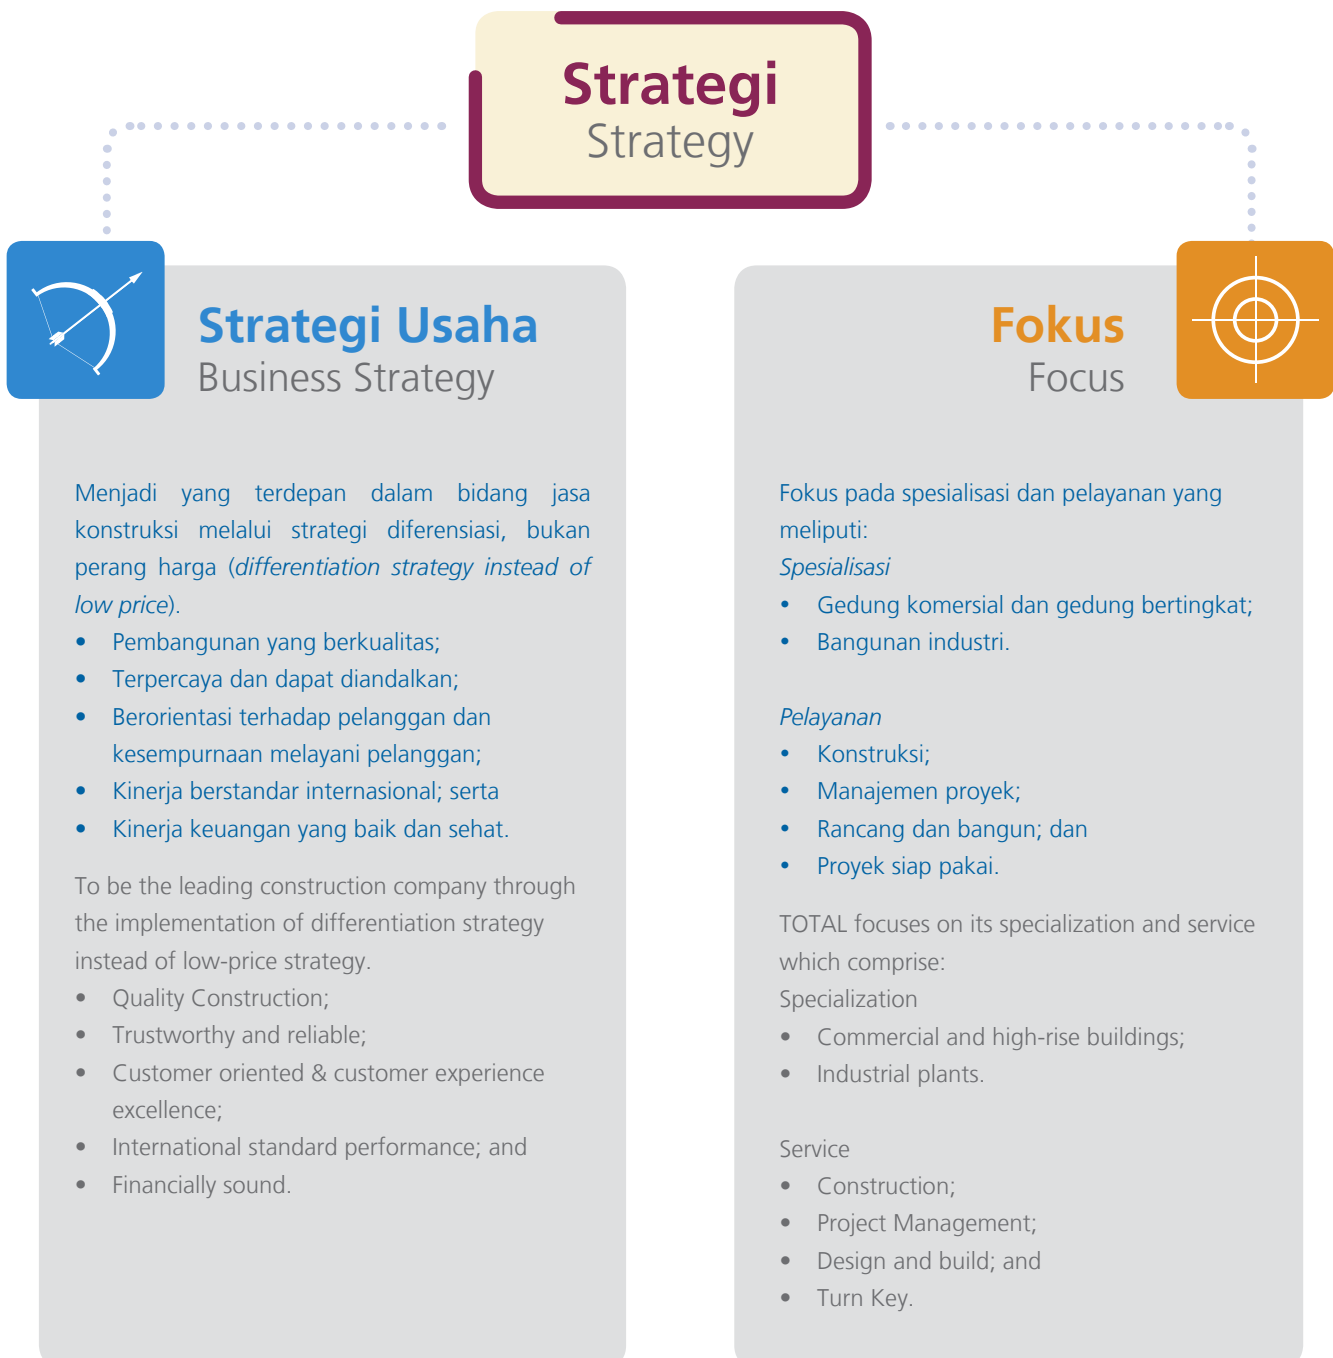 Strategi
Strategy
Strategi Usaha
Business Strategy
Menjadi yang terdepan dalam bidang jasa
konstruksi melalui strategi diferensiasi, bukan
perang harga (differentiation strategy instead of
low price).
• Pembangunan yang berkualitas;
• Terpercaya dan dapat diandalkan;
• Berorientasi terhadap pelanggan dan
kesempurnaan melayani pelanggan;
• Kinerja berstandar internasional; serta
• Kinerja keuangan yang baik dan sehat.
To be the leading construction company through
the implementation of differentiation strategy
instead of low-price strategy.
• Quality Construction;
• Trustworthy and reliable;
• Customer oriented & customer experience
excellence;
• International standard performance; and
• Financially sound.
Fokus
Focus
Fokus pada spesialisasi dan pelayanan yang
meliputi:
Spesialisasi
• Gedung komersial dan gedung bertingkat;
• Bangunan industri.
Pelayanan
• Konstruksi;
• Manajemen proyek;
• Rancang dan bangun; dan
• Proyek siap pakai.
TOTAL focuses on its specialization and service
which comprise:
Specialization
• Commercial and high-rise buildings;
• Industrial plants.
Service
• Construction;
• Project Management;
• Design and build; and
• Turn Key.